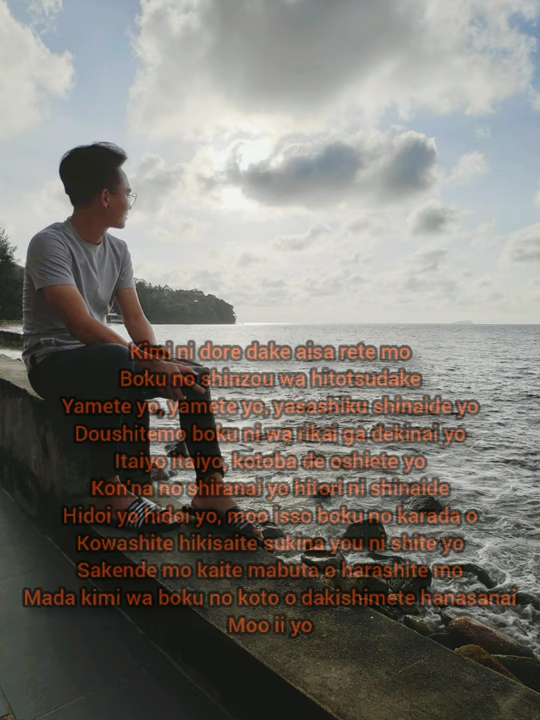 Kimi ni dore dake aisa rete mo
Boku no shinzou wa hitotsudake
Yamete yo, yamete yo, yasashiku shinaide yo
Doushitemo boku ni wa rikai ga dekinai yo
Itaiyo itaiyo, kotoba de oshiete yo
Kon'na no shiranai yo hitori ni shinaide
Hidoi yo hidoi yo, moo isso boku no karada o
Kowashite hikisaite sukina you ni shite yo
Sakende mo kaite mabuta o harashite mo
Mada kimi wa boku no koto o dakishimete hanasanai
Moo ii yo